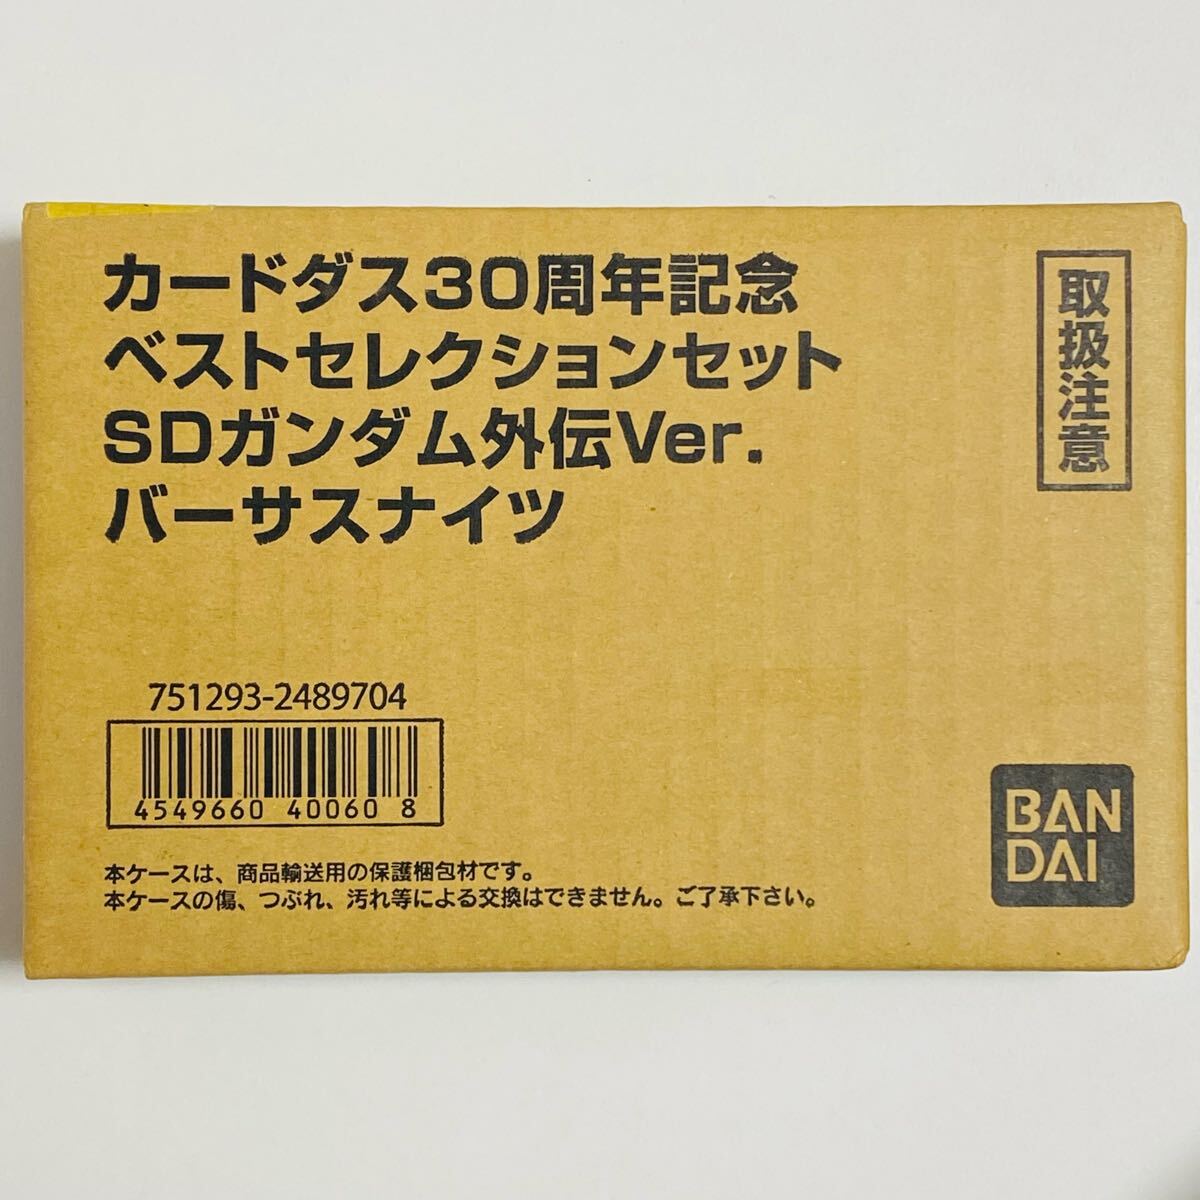 カードダス30周年記念
ベストセレクションセット
SDガンダム外伝Ver.
バーサスナイツ
取扱注意
751293-2489704
4549660 40060 8
本ケースは、商品輸送用の保護梱包材です。
本ケースの傷、つぶれ、汚れ等による交換はできません。ご了承下さい。
BAN
DAI